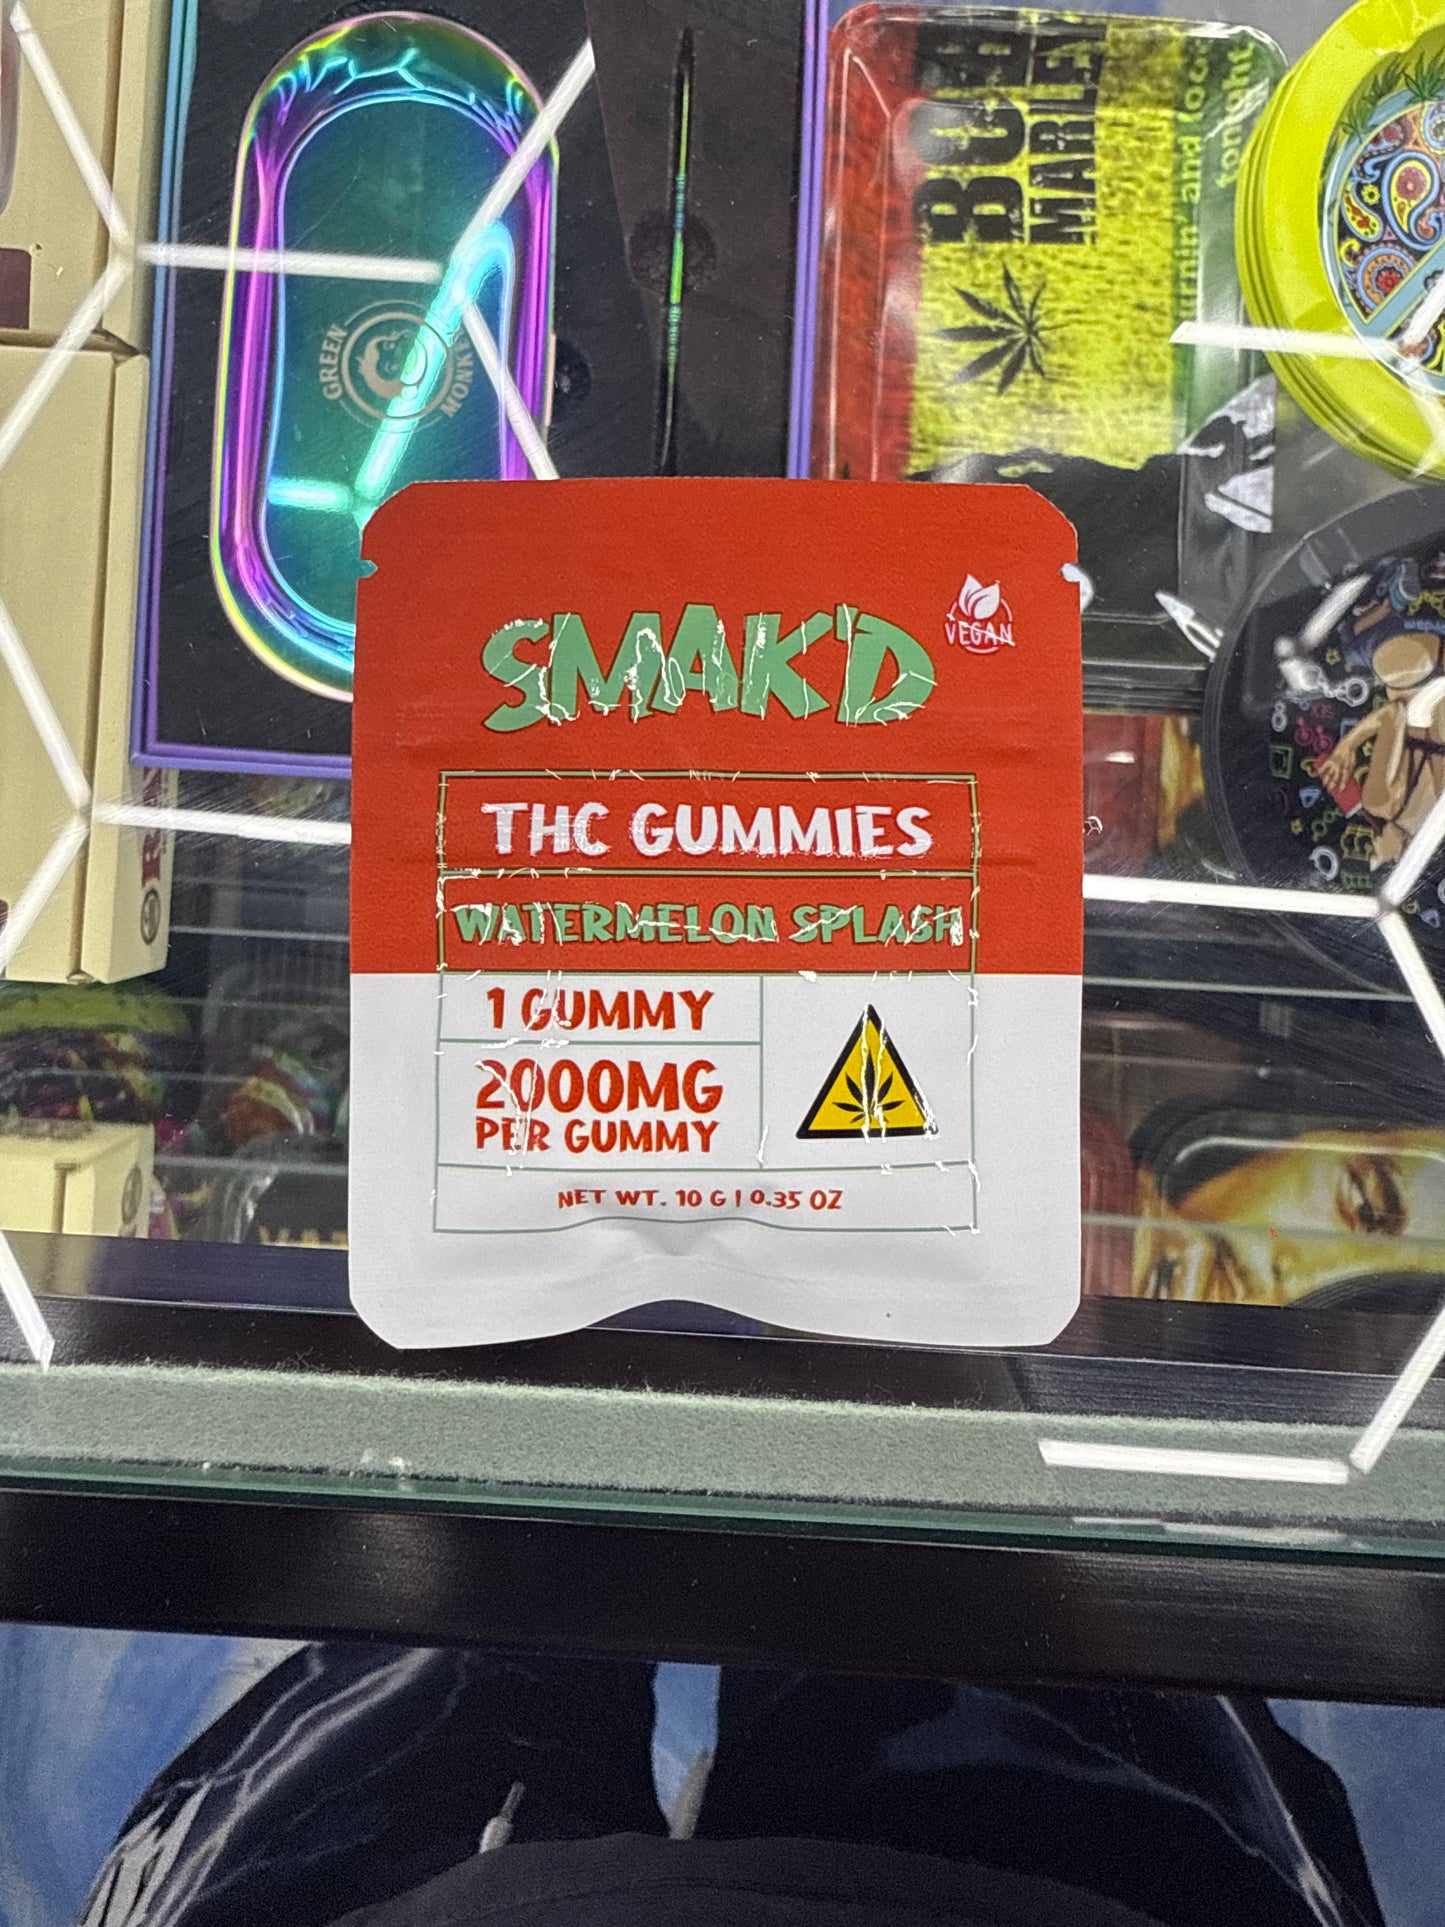 GREEN
MONKEY
BOB
MARLEY
tonight
SMAK'D
VEGAN
THC GUMMIES
WATERMELON SPLASH
1 GUMMY
2000MG
PER GUMMY
NET WT. 10 G | 0.35 OZ